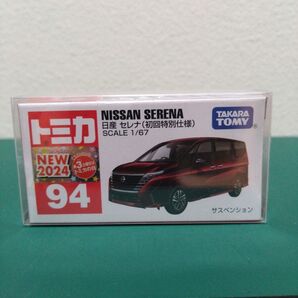 トミカ
NEW
2024
94
NISSAN SERENA
日産 セレナ(初回特別仕様)
SCALE 1/67
TAKARA
TOMY
サスペンション